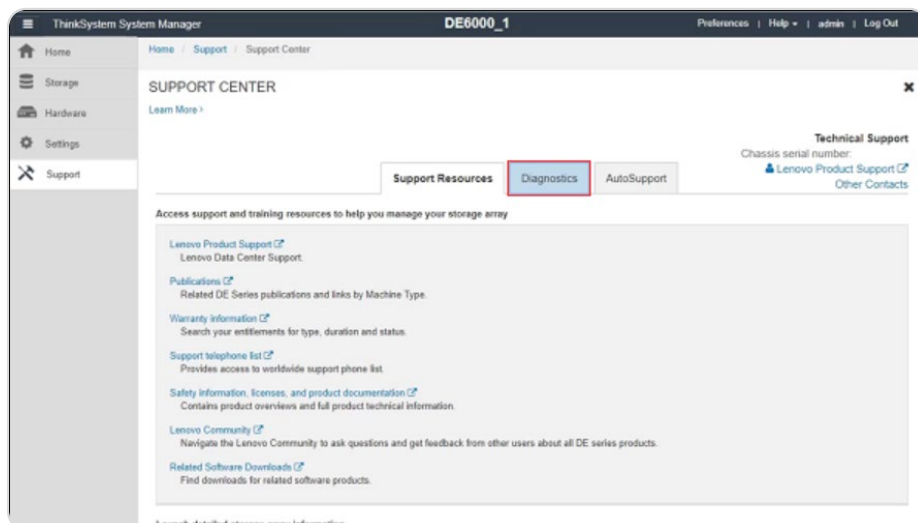 ThinkSystem System Manager
DE6000_1
Preferences | Help | admin | Log Out
Home
Storage
Hardware
Settings
Support
Home / Support / Support Center
SUPPORT CENTER
Learn More >
Technical Support
Chassis serial number:
Lenovo Product Support
Other Contacts
Support Resources
Diagnostics
AutoSupport
Access support and training resources to help you manage your storage array
Lenovo Product Support
Lenovo Data Center Support.
Publications
Related DE Series publications and links by Machine Type.
Warranty information
Search your entitlements for type, duration and status.
Support telephone list
Provides access to worldwide support phone list.
Safety information, licenses, and product documentation
Contains product overviews and full product technical information.
Lenovo Community
Navigate the Lenovo Community to ask questions and get feedback from other users about all DE series products.
Related Software Downloads
Find downloads for related software products.
Launch detailed storage array information